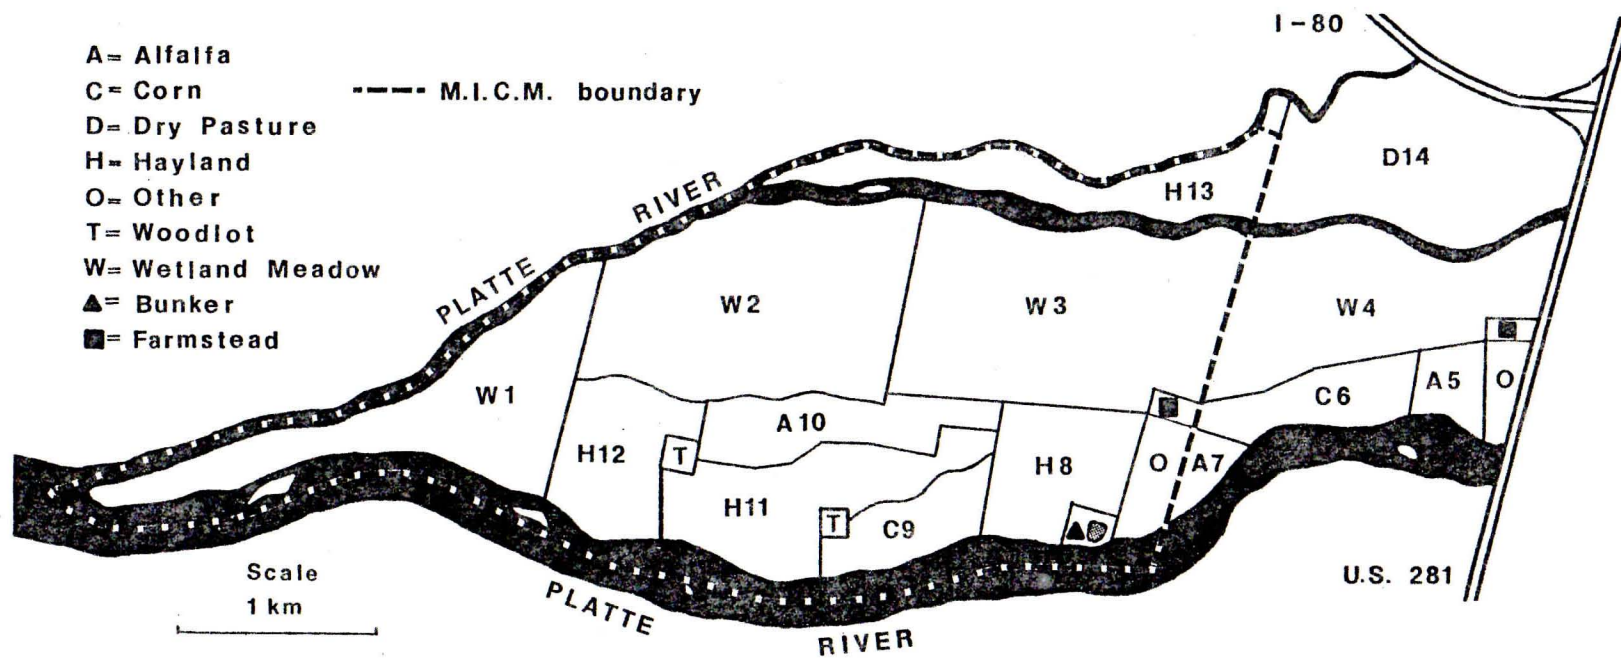 I-80
A= Alfalfa
C= Corn
M.I.C.M. boundary
D= Dry Pasture
H= Hayland
O= Other
T= Woodlot
W= Wetland Meadow
= Bunker
= Farmstead
PLATTE RIVER
D14
H13
W2
W3
W4
W1
A5
O
C6
A10
H12
T
H8
O
A7
H11
T
C9
Scale
1 km
U.S. 281
PLATTE RIVER